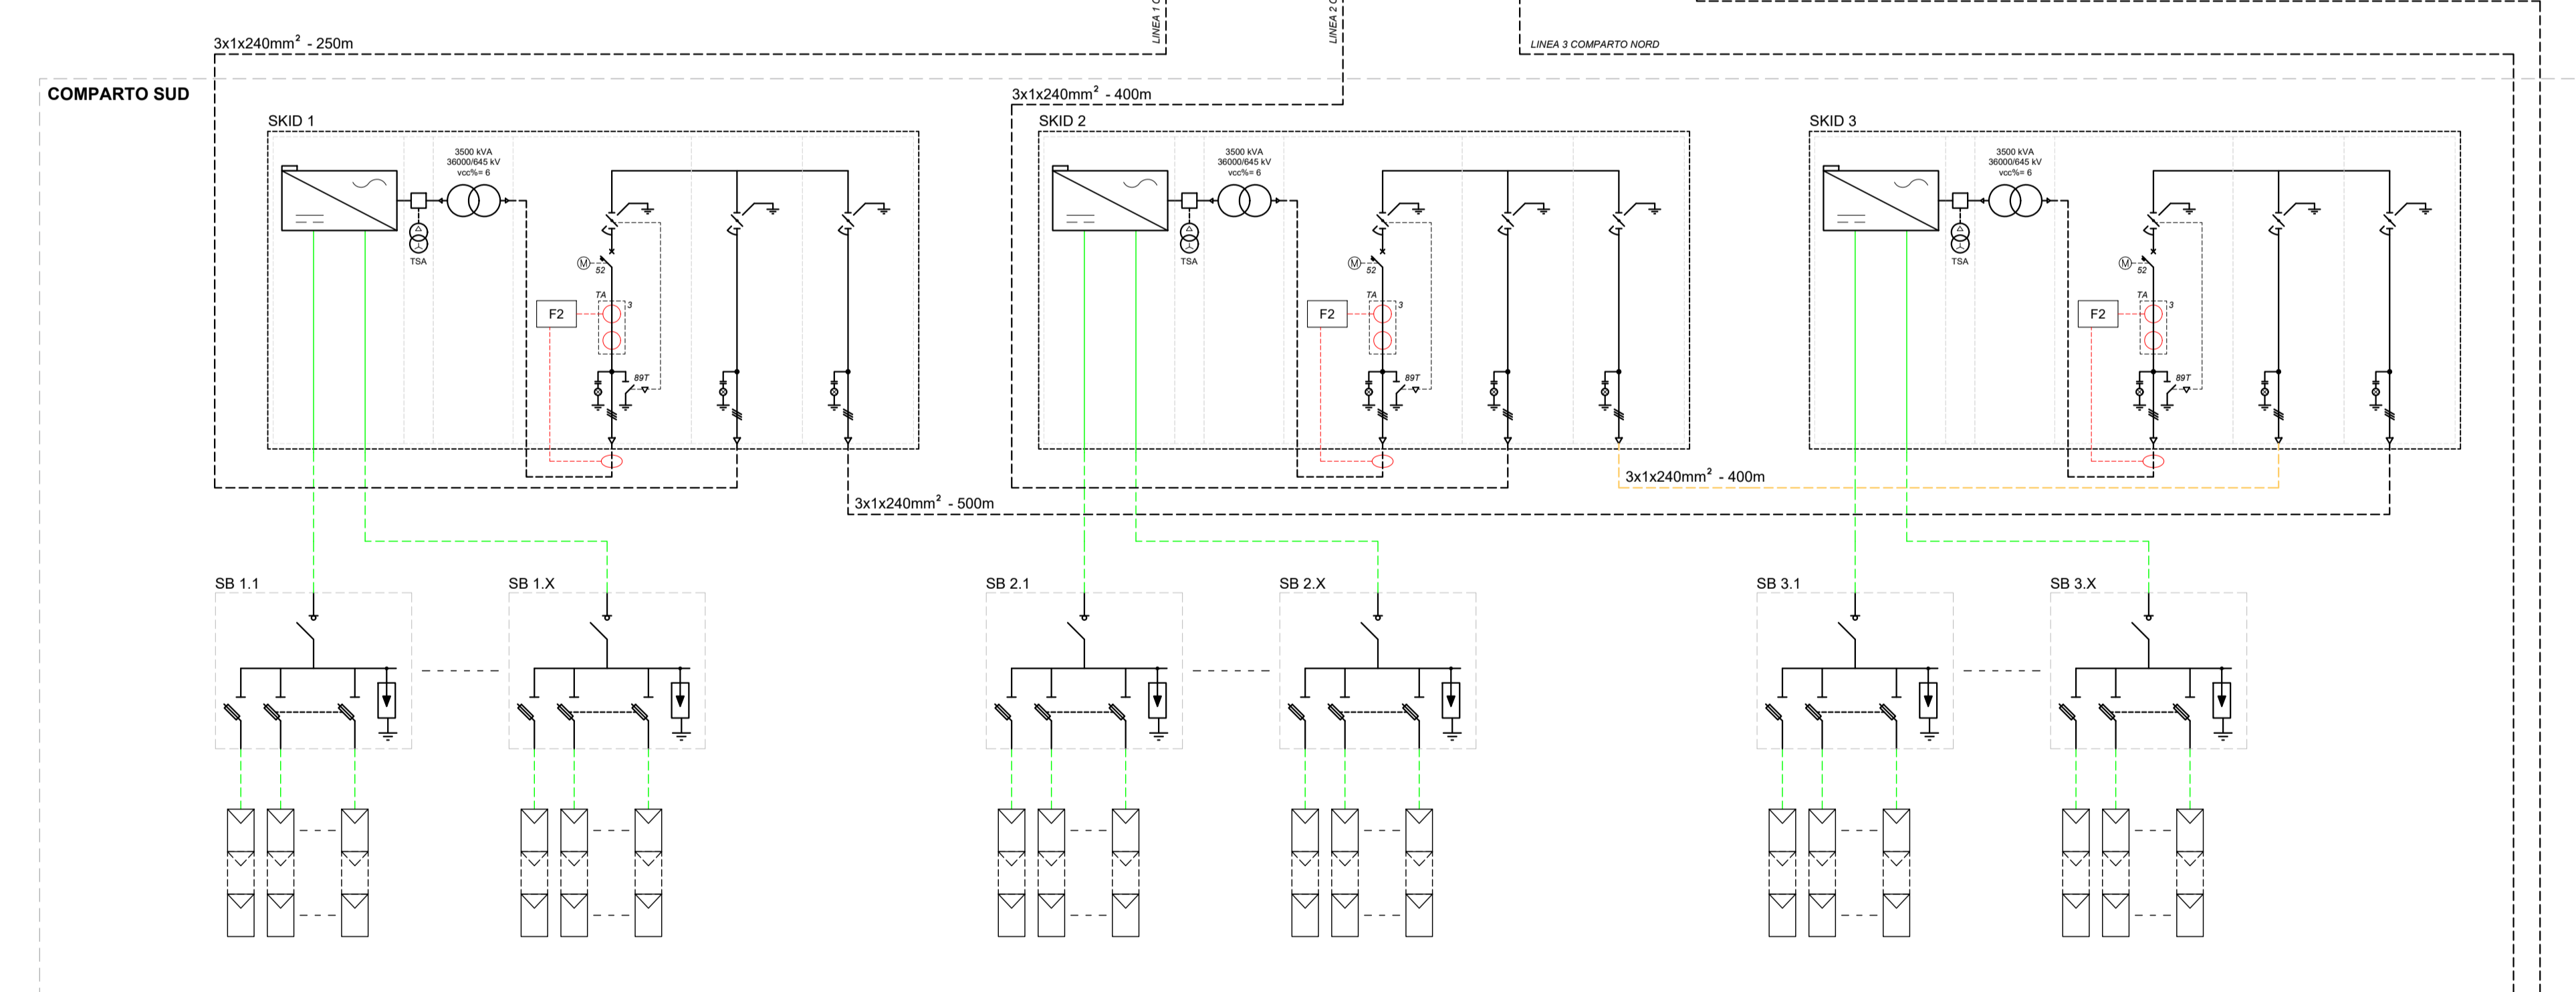 LINEA 1 C
LINEA 2 C
3x1x240mm² - 250m
LINEA 3 COMPARTO NORD
COMPARTO SUD
3x1x240mm² - 400m
SKID 1
SKID 2
SKID 3
3500 kVA
36000/645 kV
vcc%= 6
3500 kVA
36000/645 kV
vcc%= 6
3500 kVA
36000/645 kV
vcc%= 6
TSA
M
52
TSA
M
52
TSA
M
52
TA
3
F2
TA
3
F2
TA
3
F2
89T
89T
89T
3x1x240mm² - 400m
3x1x240mm² - 500m
SB 1.1
SB 1.X
SB 2.1
SB 2.X
SB 3.1
SB 3.X